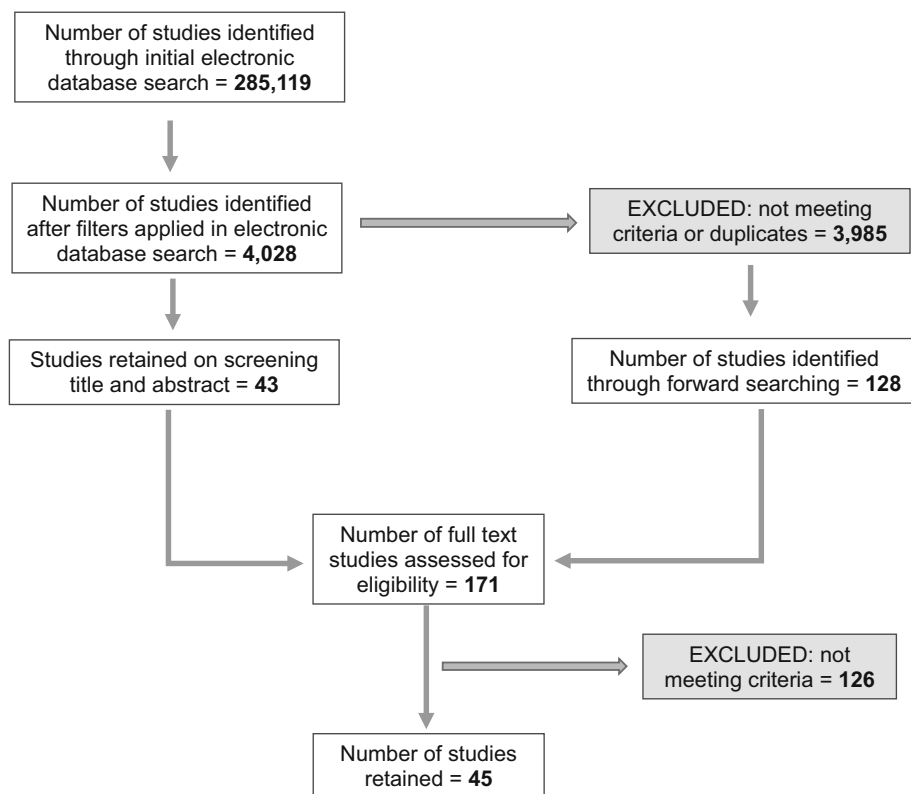 Number of studies identified
through initial electronic
database search = 285,119
Number of studies identified
after filters applied in electronic
database search = 4,028
EXCLUDED: not meeting
criteria or duplicates = 3,985
Studies retained on screening
title and abstract = 43
Number of studies identified
through forward searching = 128
Number of full text
studies assessed for
eligibility = 171
EXCLUDED: not
meeting criteria = 126
Number of studies
retained = 45